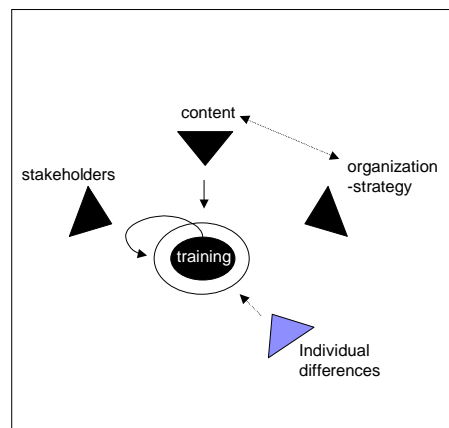 content
stakeholders
organization
-strategy
training
Individual
differences